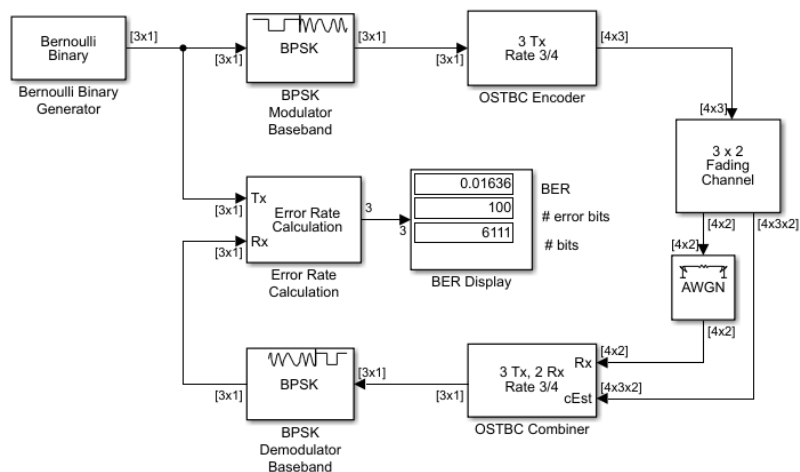 Bernoulli
Binary
[3x1]
Bernoulli Binary
Generator
[3x1]
BPSK
[3x1]
BPSK
Modulator
Baseband
[3x1]
3 Tx
Rate 3/4
[4x3]
OSTBC Encoder
[4x3]
3 x 2
Fading
Channel
[4x2]
[4x3x2]
[4x2]
AWGN
[4x2]
[3x1]
Tx
Error Rate
Calculation
Rx
[3x1]
3
Error Rate
Calculation
3
0.01636
100
6111
BER
# error bits
# bits
BER Display
[3x1]
BPSK
[3x1]
BPSK
Demodulator
Baseband
[3x1]
3 Tx, 2 Rx
Rate 3/4
Rx
cEst
[4x2]
[4x3x2]
OSTBC Combiner